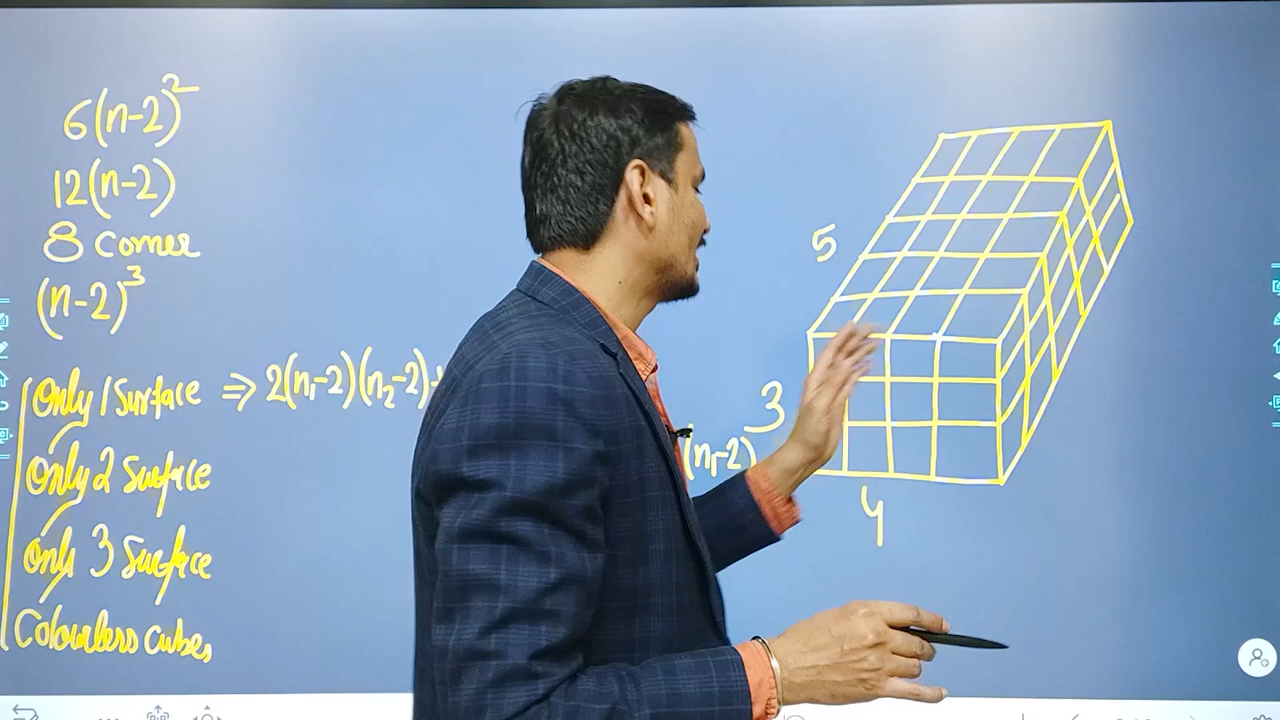 6(n-2)²
12(n-2)
8 Corner
(n-2)³
Only 1 Surface ⇒ 2(n₁-2)(n₂-2)+
(n₁-2)
Only 2 Surface
Only 3 Surface
Colourless cubes
5
3
4